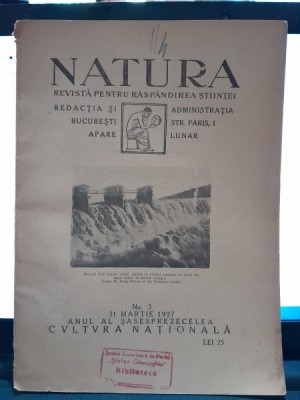 NATURA
REVISTĂ PENTRU RĂSPÂNDIREA ȘTIINȚEI
REDACȚIA ȘI ADMINISTRAȚIA
BUCUREȘTI STR. PARIS, 1
APARE LUNAR
No. 3
31 MARTIE 1927
ANUL AL ȘASESPREZECELEA
CVLTVRA NAȚIONALĂ
LEI 25
Biblioteca